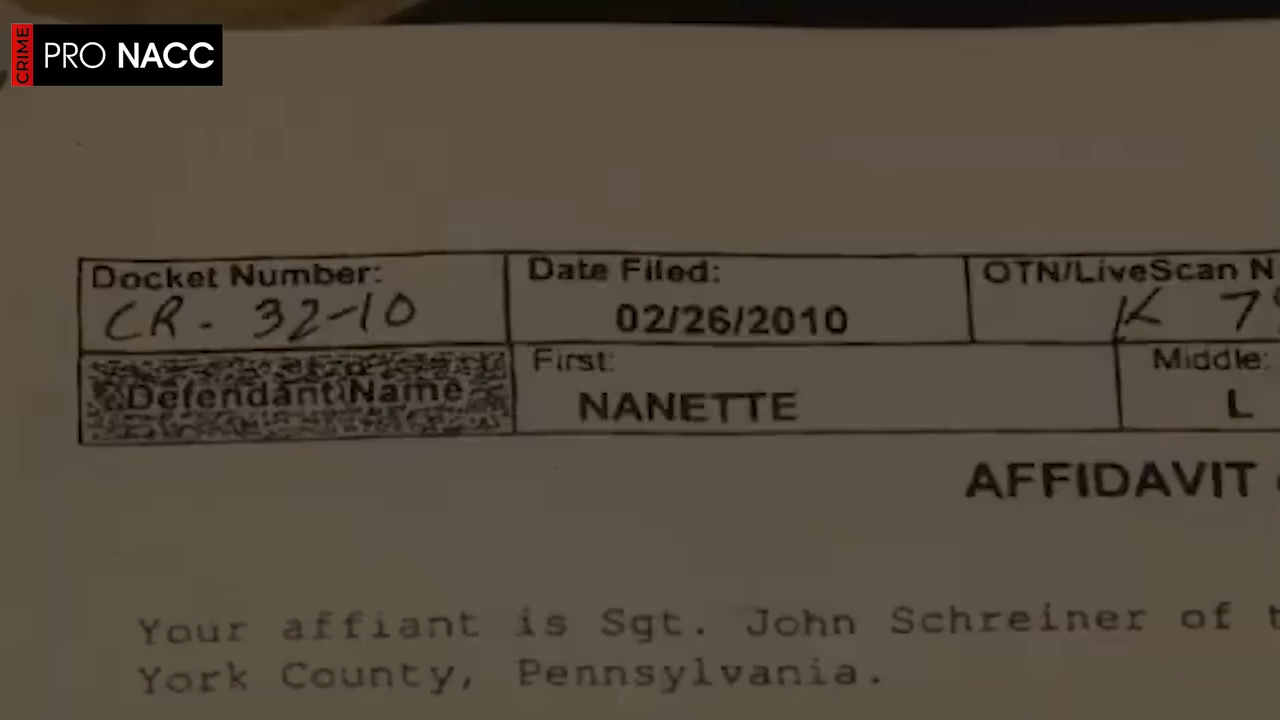 CRIME PRO NACC
Docket Number: Date Filed: OTN/LiveScan N
CR- 32-10 02/26/2010 K 7
Defendant Name First: Middle:
NANETTE L
AFFIDAVIT
Your affiant is Sgt. John Schreiner of t
York County, Pennsylvania.